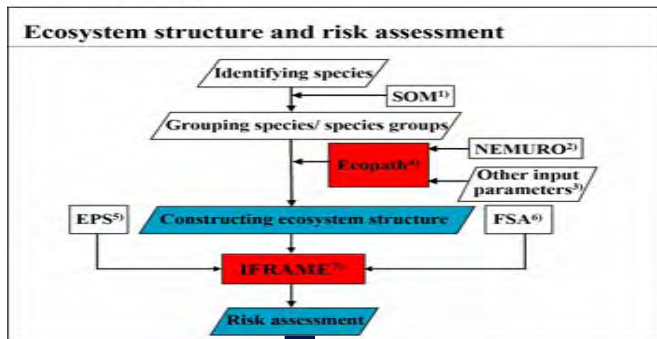 Ecosystem structure and risk assessment
Identifying species
SOM¹⁾
Grouping species/ species groups
NEMURO²⁾
Ecopath⁴⁾
Other input
parameters³⁾
EPS⁵⁾
Constructing ecosystem structure
FSA⁶⁾
IFRAME⁷⁾
Risk assessment